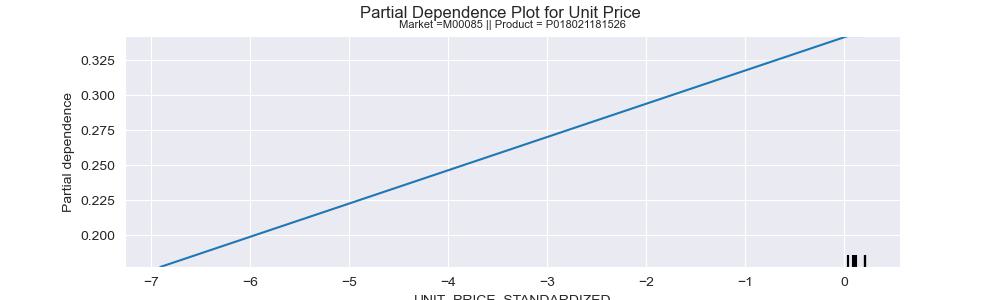 Partial Dependence Plot for Unit Price
Market =M00085 || Product = P018021181526
Partial dependence
0.325
0.300
0.275
0.250
0.225
0.200
−7 −6 −5 −4 −3 −2 −1 0
UNIT_PRICE_STANDARDIZED